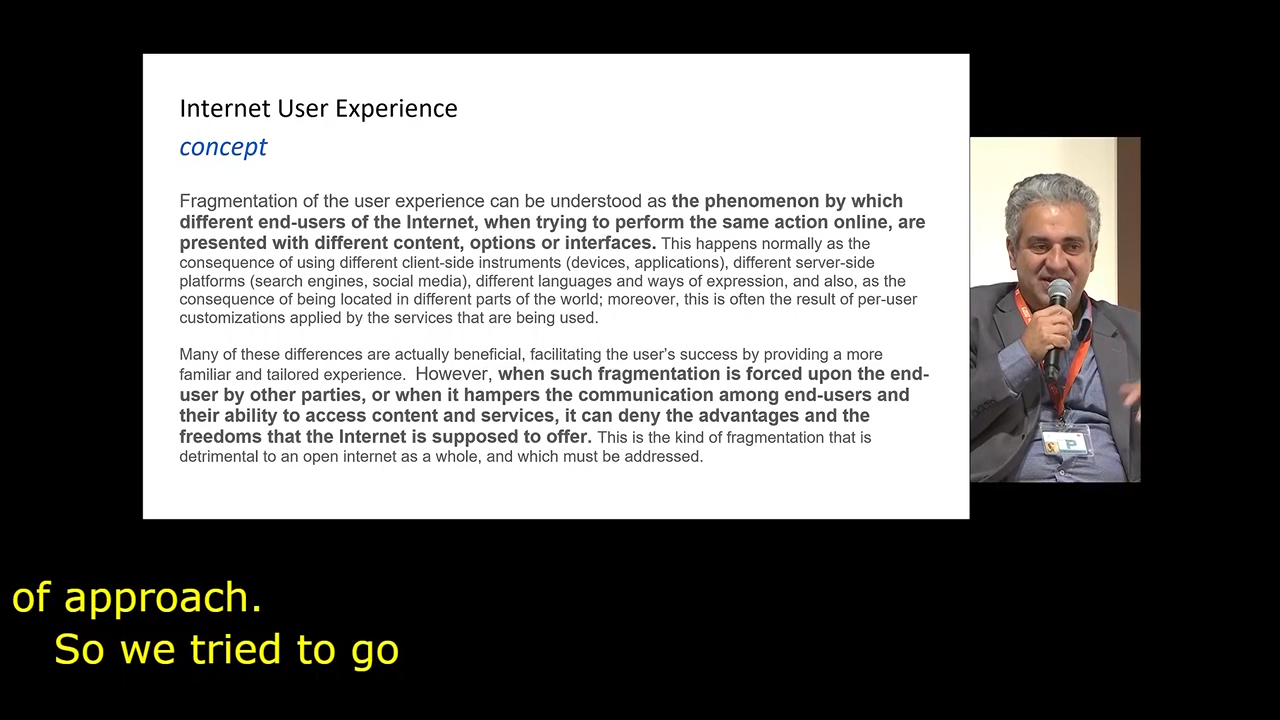 Internet User Experience
concept
Fragmentation of the user experience can be understood as the phenomenon by which
different end-users of the Internet, when trying to perform the same action online, are
presented with different content, options or interfaces. This happens normally as the
consequence of using different client-side instruments (devices, applications), different server-side
platforms (search engines, social media), different languages and ways of expression, and also, as the
consequence of being located in different parts of the world; moreover, this is often the result of per-user
customizations applied by the services that are being used.
Many of these differences are actually beneficial, facilitating the user’s success by providing a more
familiar and tailored experience.  However, when such fragmentation is forced upon the end-
user by other parties, or when it hampers the communication among end-users and
their ability to access content and services, it can deny the advantages and the
freedoms that the Internet is supposed to offer. This is the kind of fragmentation that is
detrimental to an open internet as a whole, and which must be addressed.
P
of approach.
So we tried to go